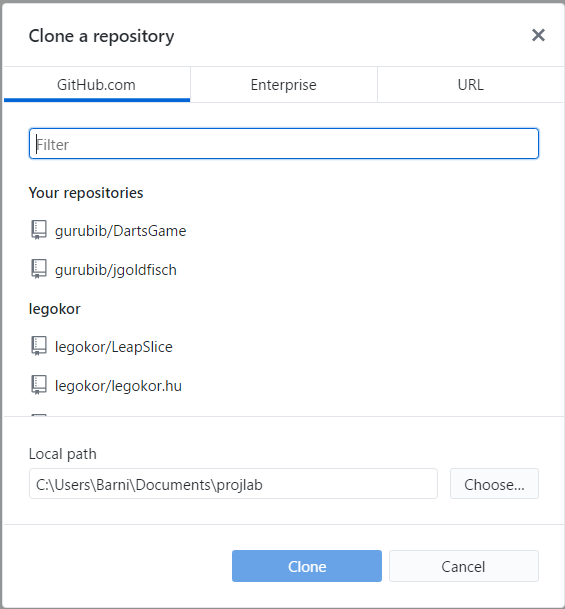 Clone a repository
GitHub.com
Enterprise
URL
Filter
Your repositories
gurubib/DartsGame
gurubib/jgoldfisch
legokor
legokor/LeapSlice
legokor/legokor.hu
Local path
C:\Users\Barni\Documents\projlab
Choose...
Clone
Cancel